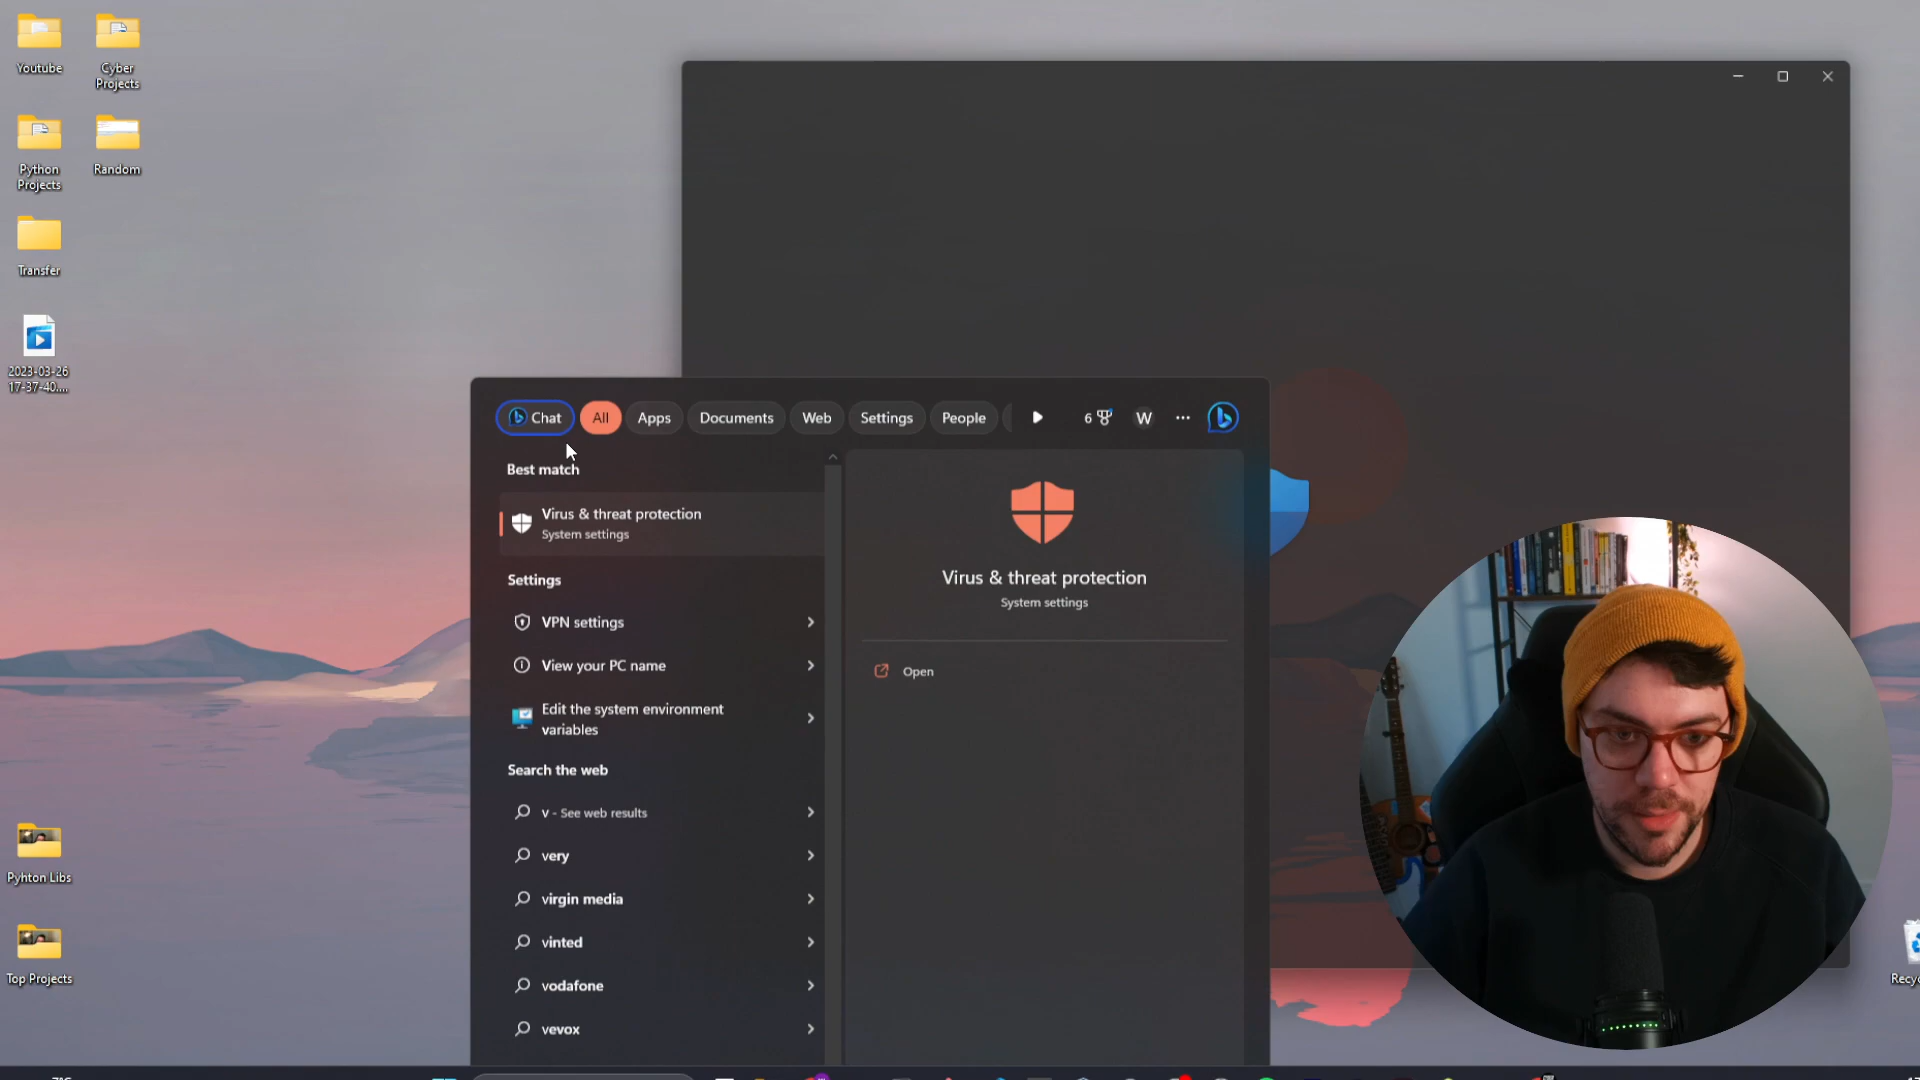 Youtube
Cyber
Projects
Python
Projects
Random
Transfer
2023-03-26
17-37-40....
Pyhton Libs
Top Projects
Chat
All
Apps
Documents
Web
Settings
People
6
W
Best match
Virus & threat protection
System settings
Settings
VPN settings
View your PC name
Edit the system environment
variables
Search the web
v - See web results
very
virgin media
vinted
vodafone
vevox
Virus & threat protection
System settings
Open
Recyc